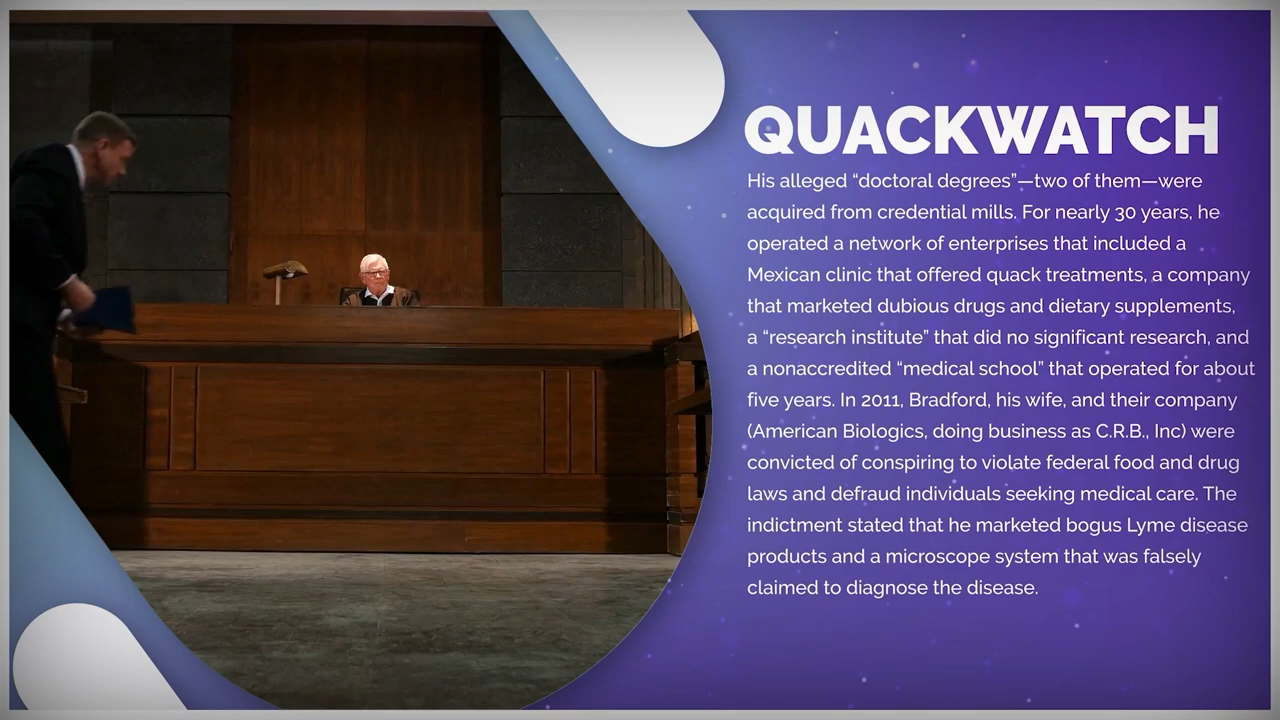 QUACKWATCH
His alleged “doctoral degrees”—two of them—were
acquired from credential mills. For nearly 30 years, he
operated a network of enterprises that included a
Mexican clinic that offered quack treatments, a company
that marketed dubious drugs and dietary supplements,
a “research institute” that did no significant research, and
a nonaccredited “medical school” that operated for about
five years. In 2011, Bradford, his wife, and their company
(American Biologics, doing business as C.R.B., Inc) were
convicted of conspiring to violate federal food and drug
laws and defraud individuals seeking medical care. The
indictment stated that he marketed bogus Lyme disease
products and a microscope system that was falsely
claimed to diagnose the disease.